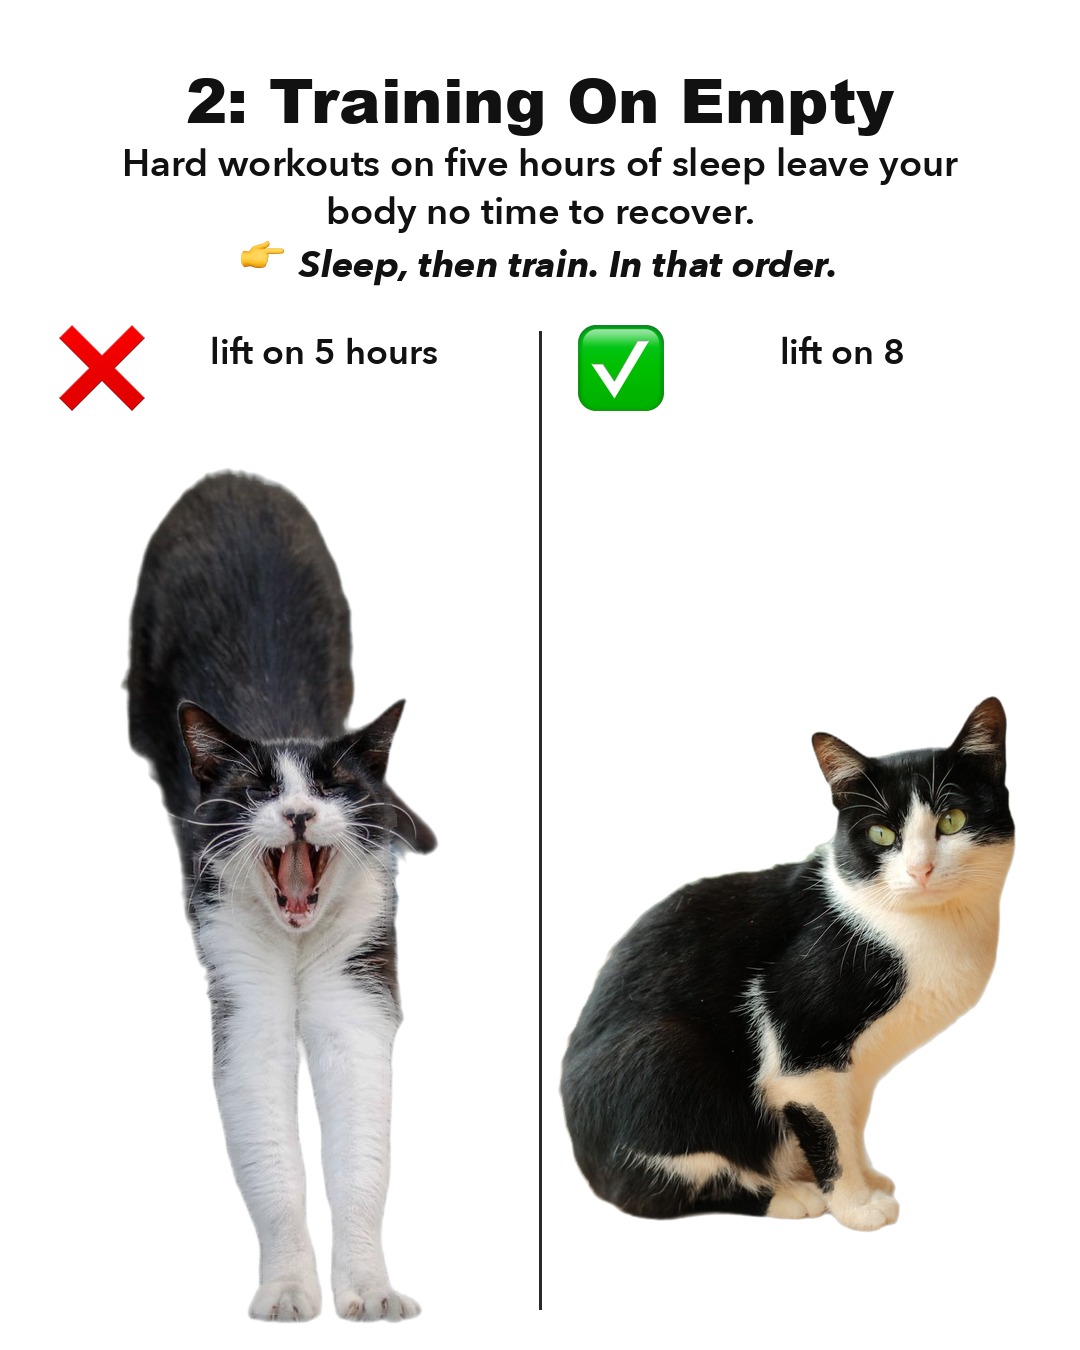 2: Training On Empty
Hard workouts on five hours of sleep leave your
body no time to recover.
👉 Sleep, then train. In that order.
❌ lift on 5 hours
✅ lift on 8